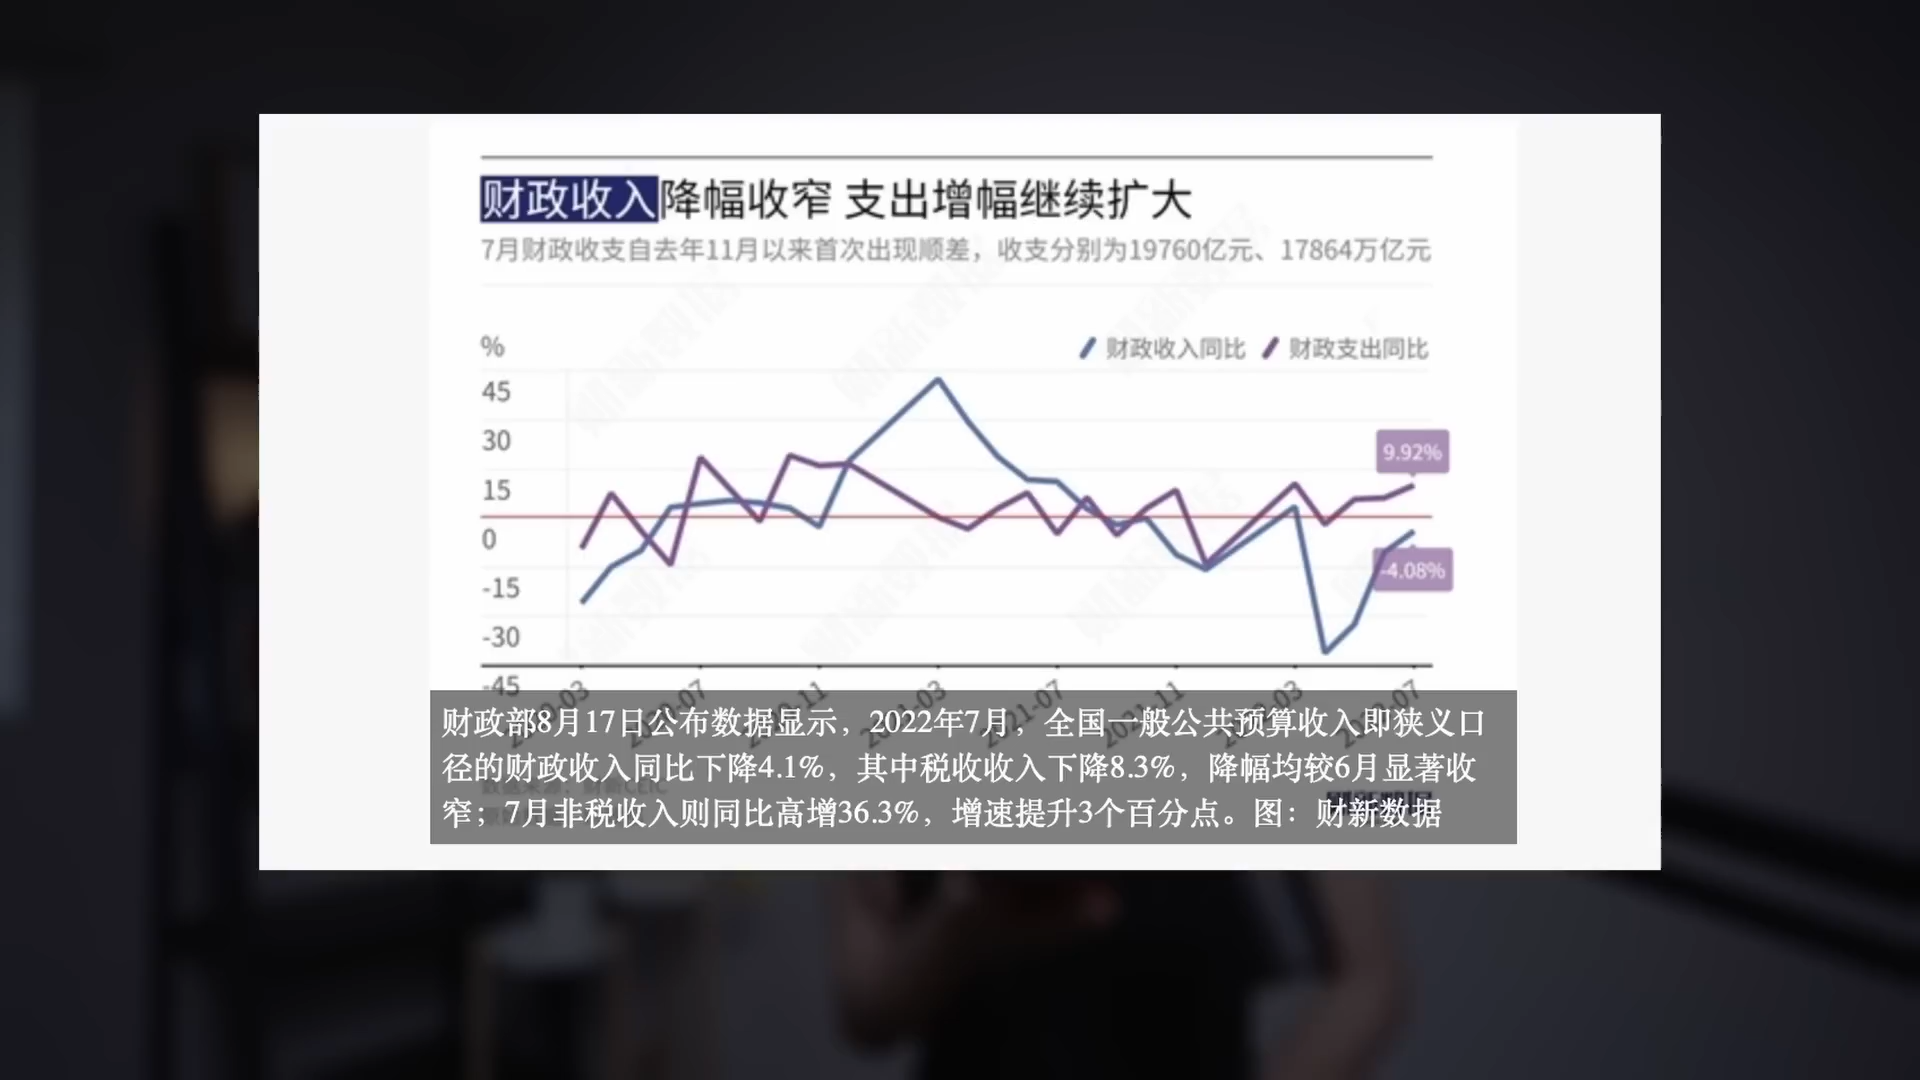 财政收入降幅收窄 支出增幅继续扩大
7月财政收支自去年11月以来首次出现顺差，收支分别为19760亿元、17864万亿元
%
财政收入同比 财政支出同比
45
30
15
0
-15
-30
-45
9.92%
-4.08%
财政部8月17日公布数据显示，2022年7月，全国一般公共预算收入即狭义口
径的财政收入同比下降4.1%，其中税收收入下降8.3%，降幅均较6月显著收
窄；7月非税收入则同比高增36.3%，增速提升3个百分点。图：财新数据